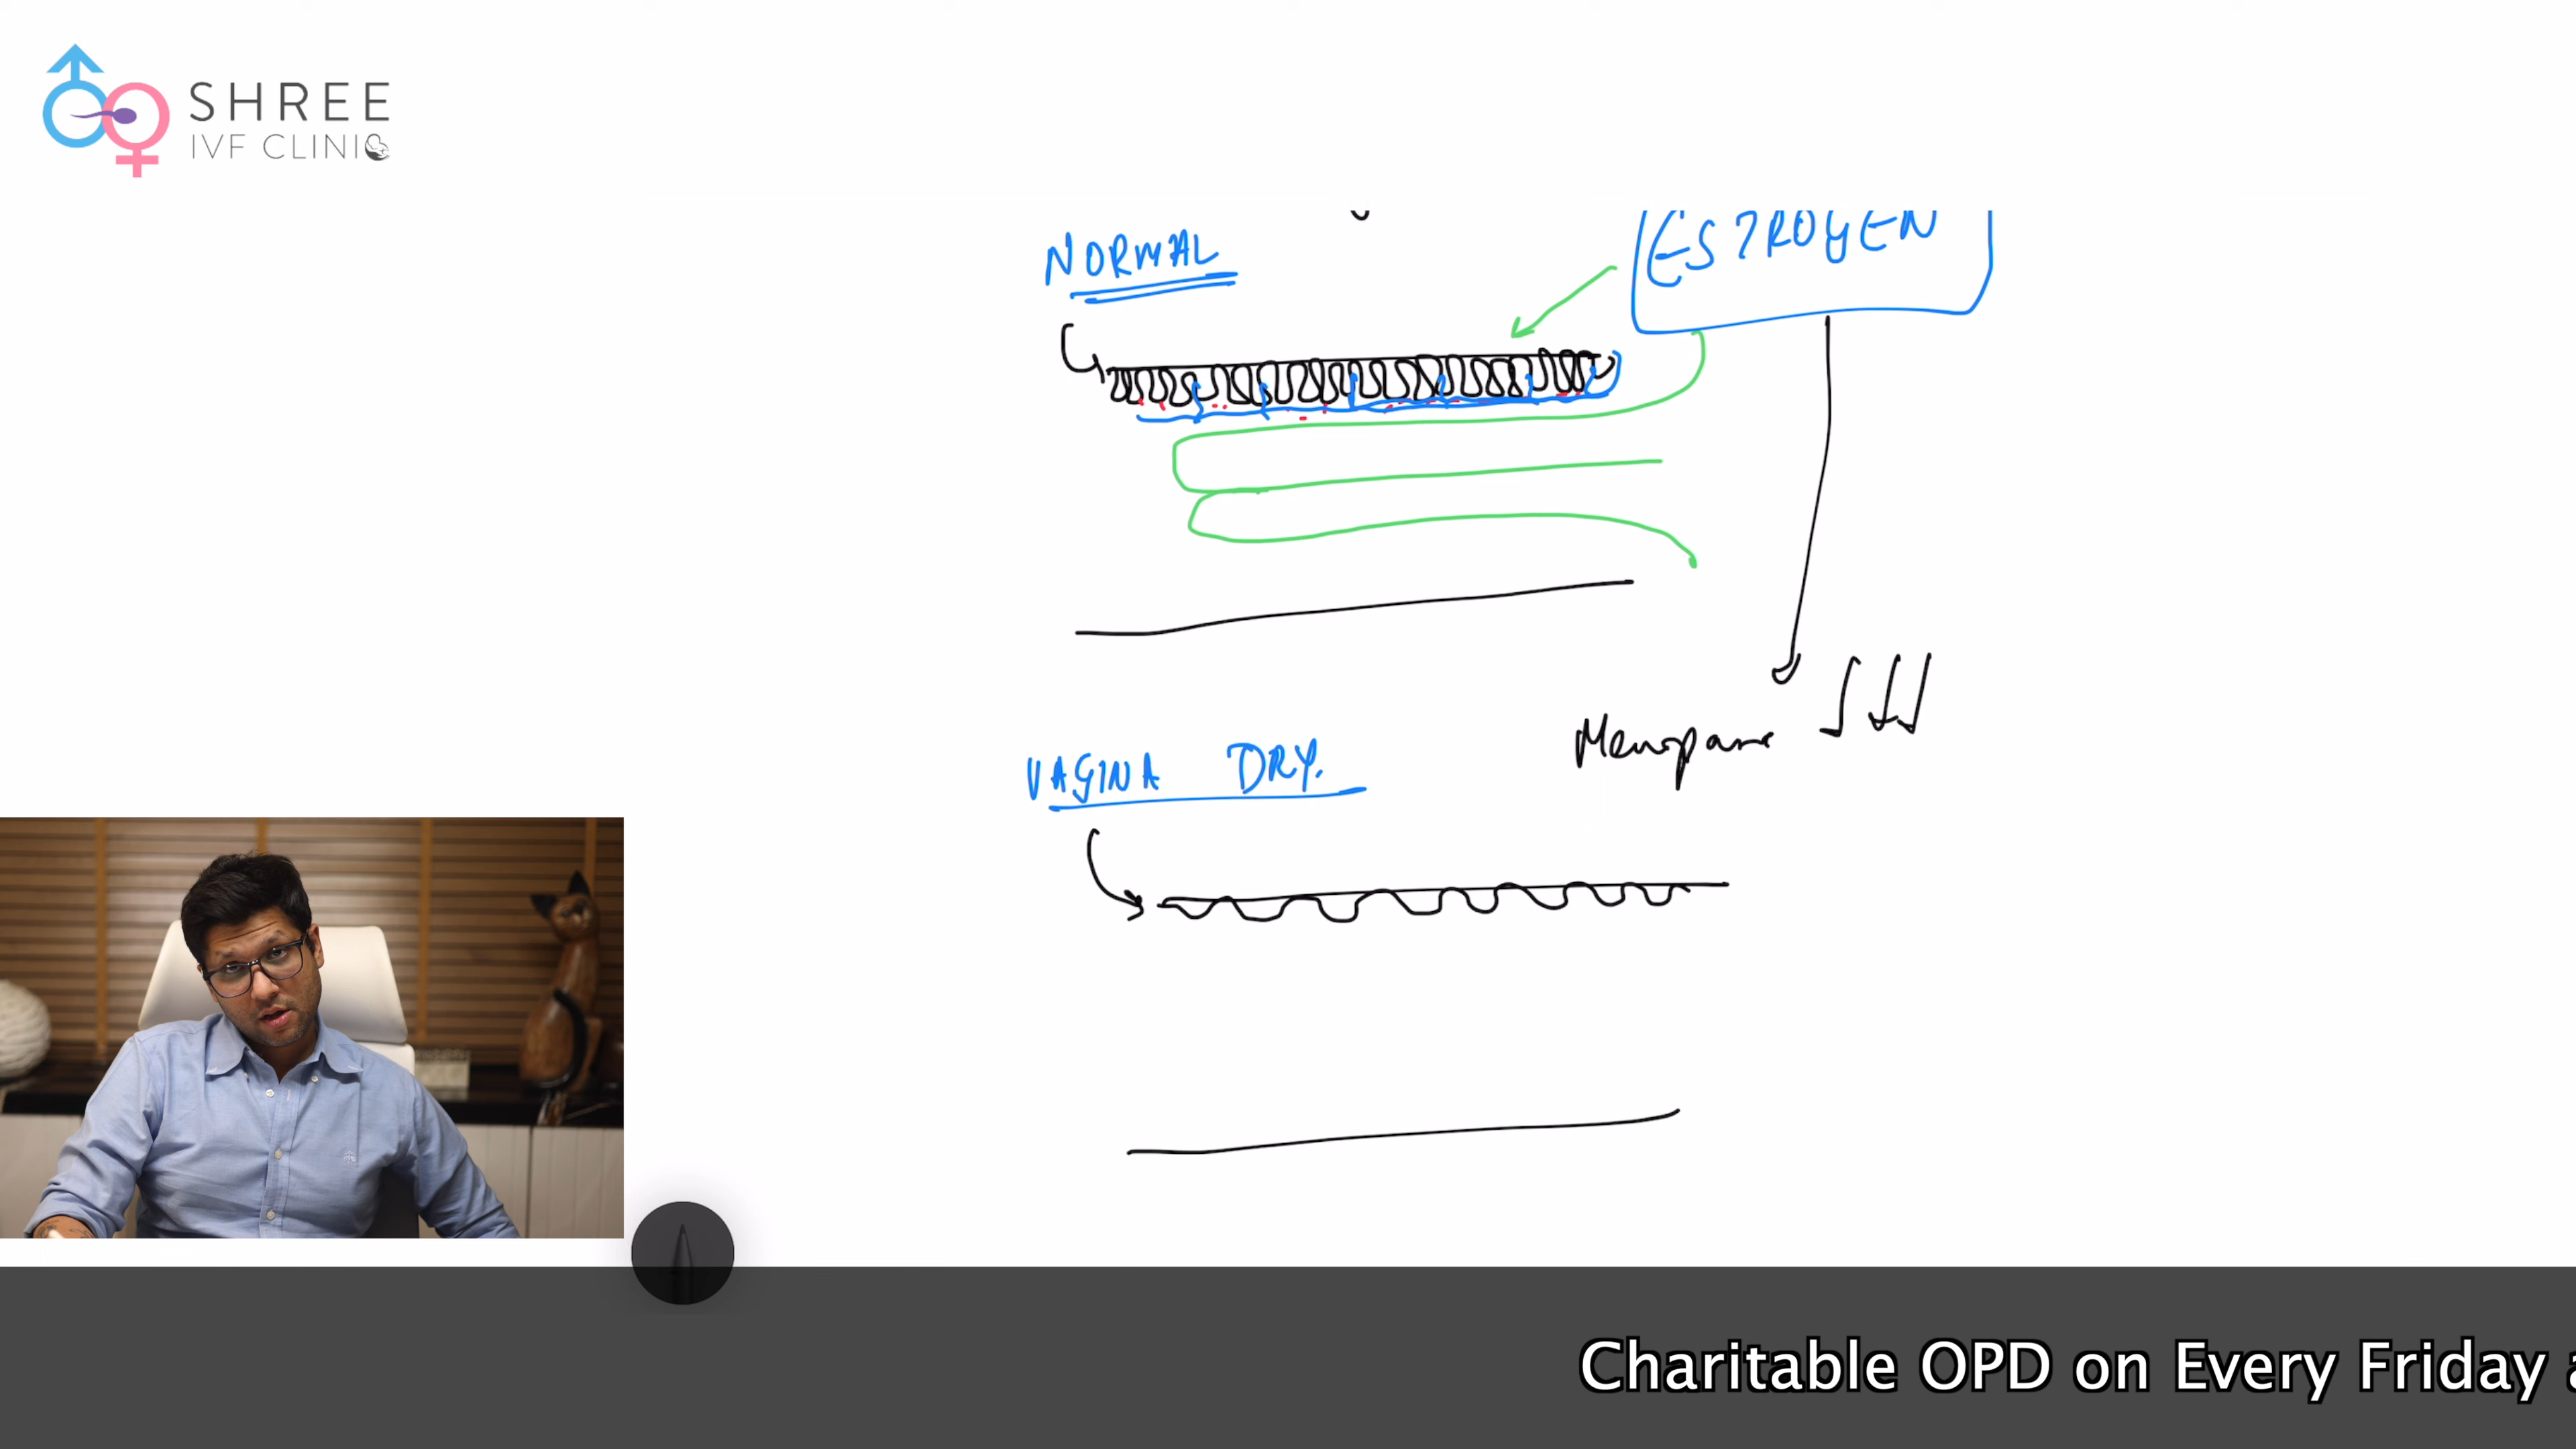 SHREE
IVF CLINIC
ESTROGEN
NORMAL
Menopause
VAGINA DRY.
Charitable OPD on Every Friday a